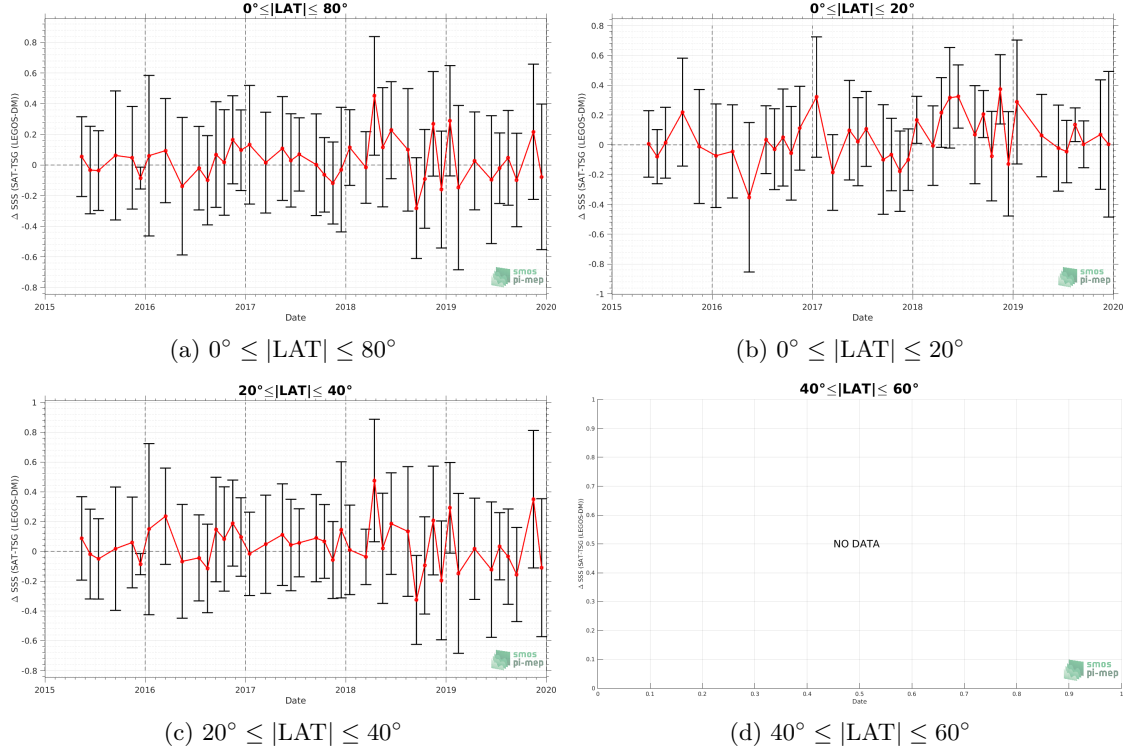 0°≤|LAT|≤ 80°
Δ SSS (SAT-TSG (LEGOS-DM))
0.8
0.6
0.4
0.2
0
-0.2
-0.4
-0.6
-0.8
2015 2016 2017 2018 2019 2020
Date
smos
pi-mep
(a) 0° ≤ |LAT| ≤ 80°
0°≤|LAT|≤ 20°
Δ SSS (SAT-TSG (LEGOS-DM))
0.8
0.6
0.4
0.2
0
-0.2
-0.4
-0.6
-0.8
-1
2015 2016 2017 2018 2019 2020
Date
smos
pi-mep
(b) 0° ≤ |LAT| ≤ 20°
20°≤|LAT|≤ 40°
Δ SSS (SAT-TSG (LEGOS-DM))
1
0.8
0.6
0.4
0.2
0
-0.2
-0.4
-0.6
-0.8
2015 2016 2017 2018 2019 2020
Date
smos
pi-mep
(c) 20° ≤ |LAT| ≤ 40°
40°≤|LAT|≤ 60°
Δ SSS (SAT-TSG (LEGOS-DM))
1
0.9
0.8
0.7
0.6
0.5
0.4
0.3
0.2
0.1
0
NO DATA
0 0.1 0.2 0.3 0.4 0.5 0.6 0.7 0.8 0.9 1
Date
smos
pi-mep
(d) 40° ≤ |LAT| ≤ 60°